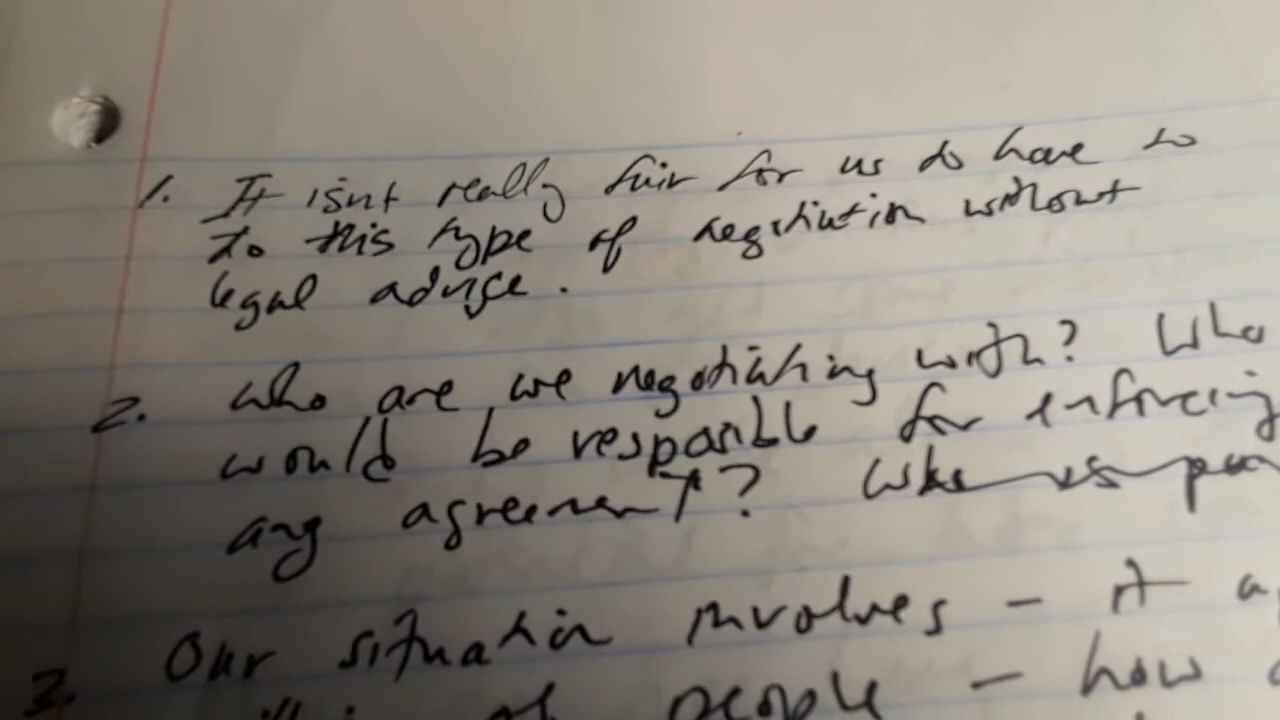 1. It isnt really fair for us to have to
to this type of negotiation without
legal advise.
2. Who are we negotiating with? Who
would be responsible for enforcing
any agreement?
3. Our situation involves - it
of people - how